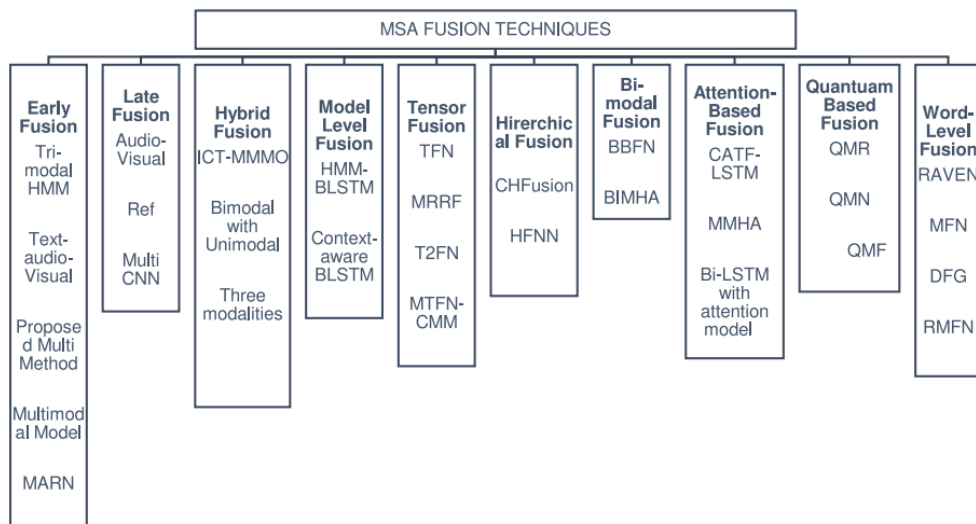 MSA FUSION TECHNIQUES
Early
Fusion
Tri-
modal
HMM
Text-
audio-
Visual
Propose
d Multi
Method
Multimod
al Model
MARN
Late
Fusion
Audio-
Visual
Ref
Multi
CNN
Hybrid
Fusion
ICT-MMMO
Bimodal
with
Unimodal
Three
modalities
Model
Level
Fusion
HMM-
BLSTM
Context-
aware
BLSTM
Tensor
Fusion
TFN
MRRF
T2FN
MTFN-
CMM
Hirerchic
al Fusion
CHFusion
HFNN
Bi-
modal
Fusion
BBFN
BIMHA
Attention-
Based
Fusion
CATF-
LSTM
MMHA
Bi-LSTM
with
attention
model
Quantuam
Based
Fusion
QMR
QMN
QMF
Word-
Level
Fusion
RAVEN
MFN
DFG
RMFN